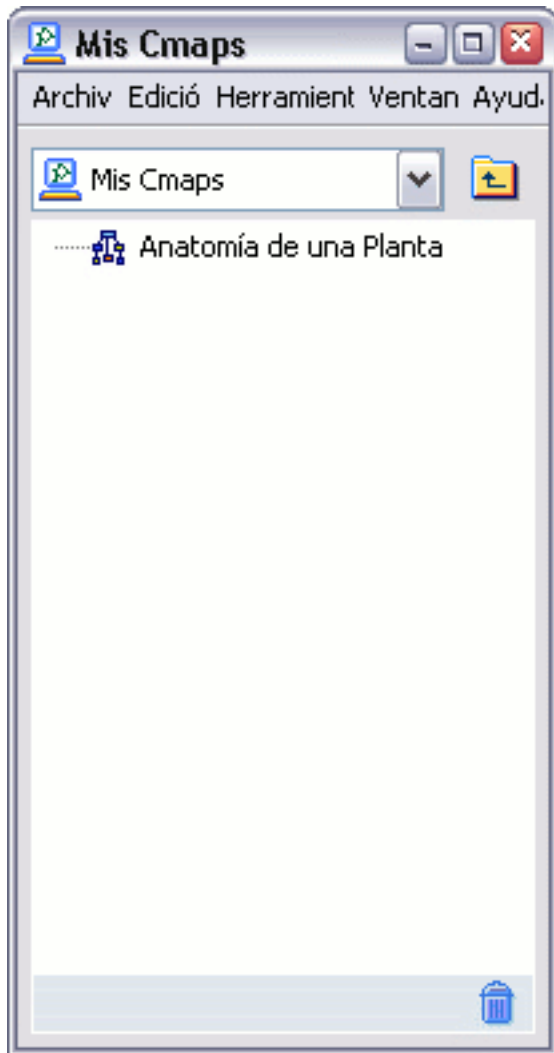 Mis Cmaps
Archiv Edició Herramient Ventan Ayud
Mis Cmaps
Anatomía de una Planta